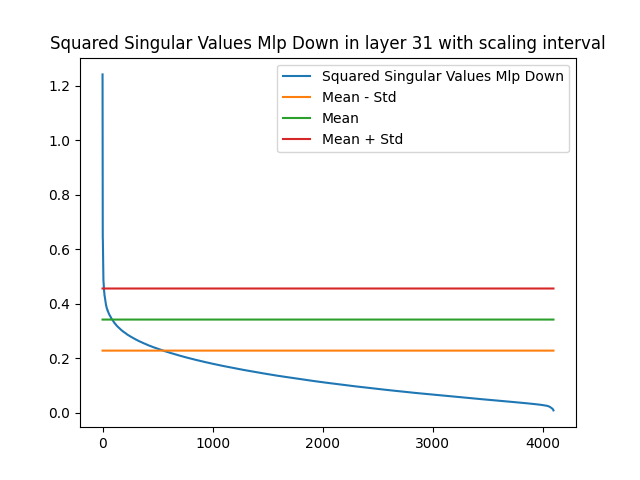 Squared Singular Values Mlp Down in layer 31 with scaling interval
Squared Singular Values Mlp Down
Mean - Std
Mean
Mean + Std
1.2
1.0
0.8
0.6
0.4
0.2
0.0
0 1000 2000 3000 4000